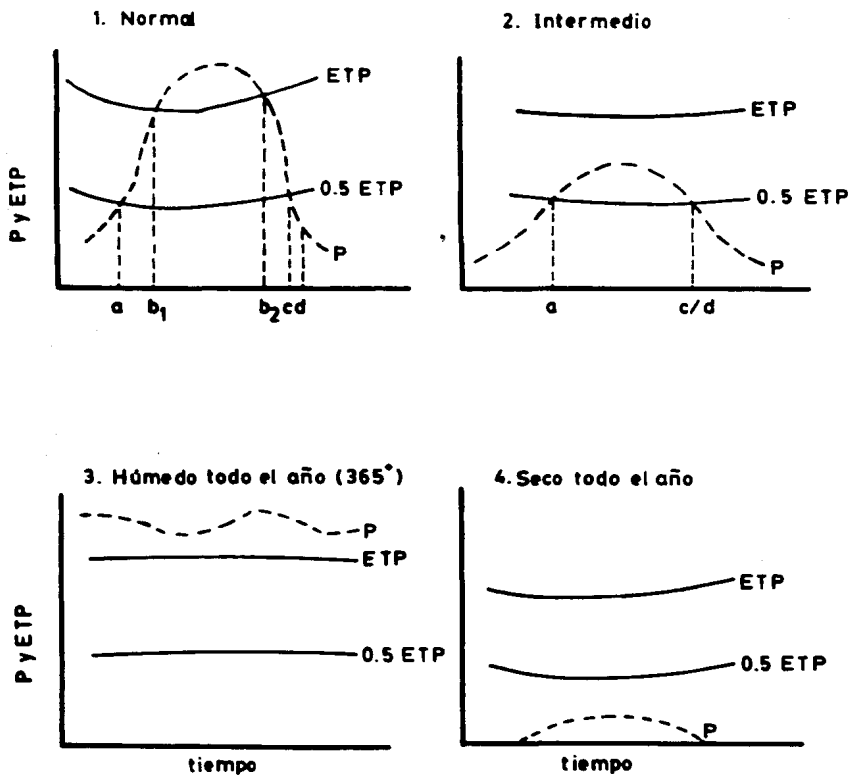 1. Normal
ETP
0.5 ETP
P
P y ETP
a b₁ b₂ c d
2. Intermedio
ETP
0.5 ETP
P
a c/d
3. Húmedo todo el año (365⁺)
P
ETP
0.5 ETP
P y ETP
tiempo
4. Seco todo el año
ETP
0.5 ETP
P
tiempo